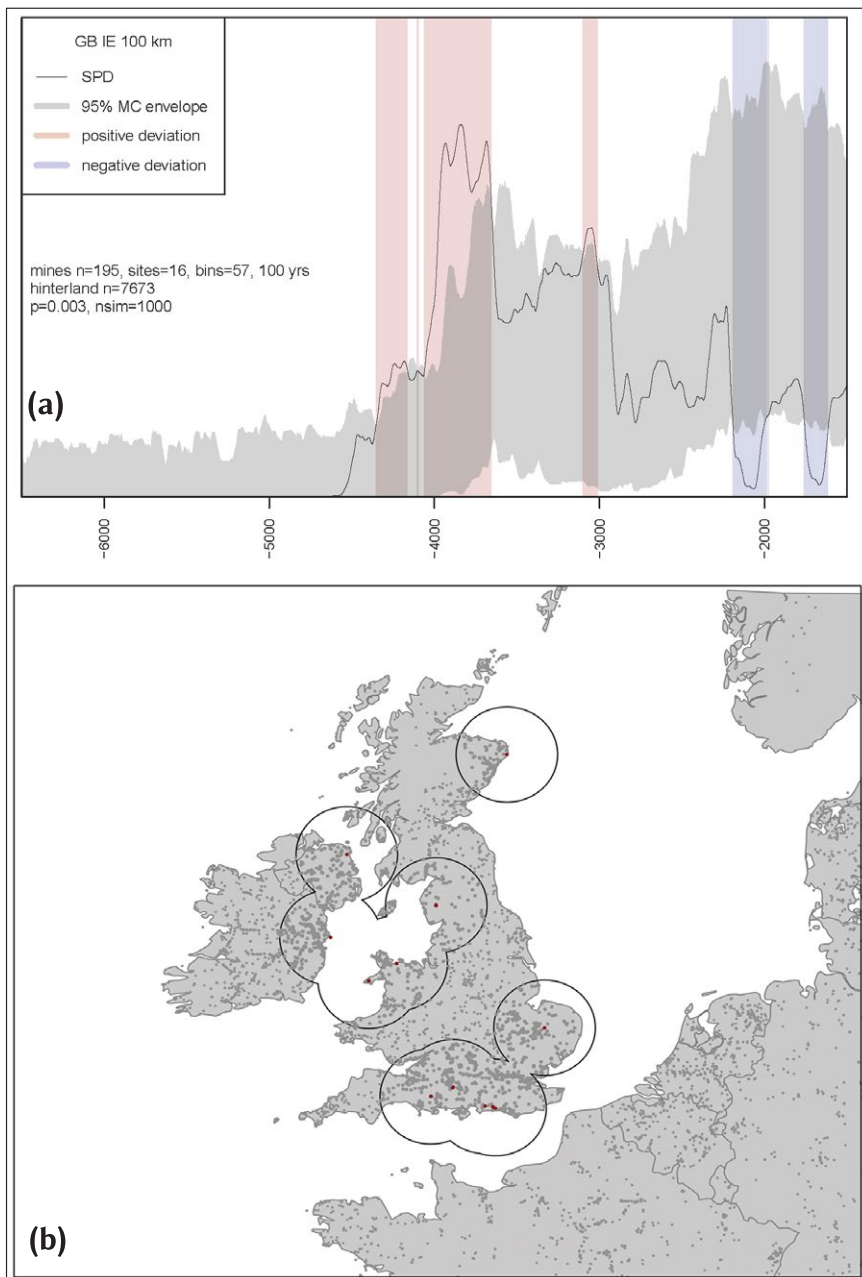 GB IE 100 km
SPD
95% MC envelope
positive deviation
negative deviation
mines n=195, sites=16, bins=57, 100 yrs
hinterland n=7673
p=0.003, nsim=1000
(a)
-6000
-5000
-4000
-3000
-2000
(b)